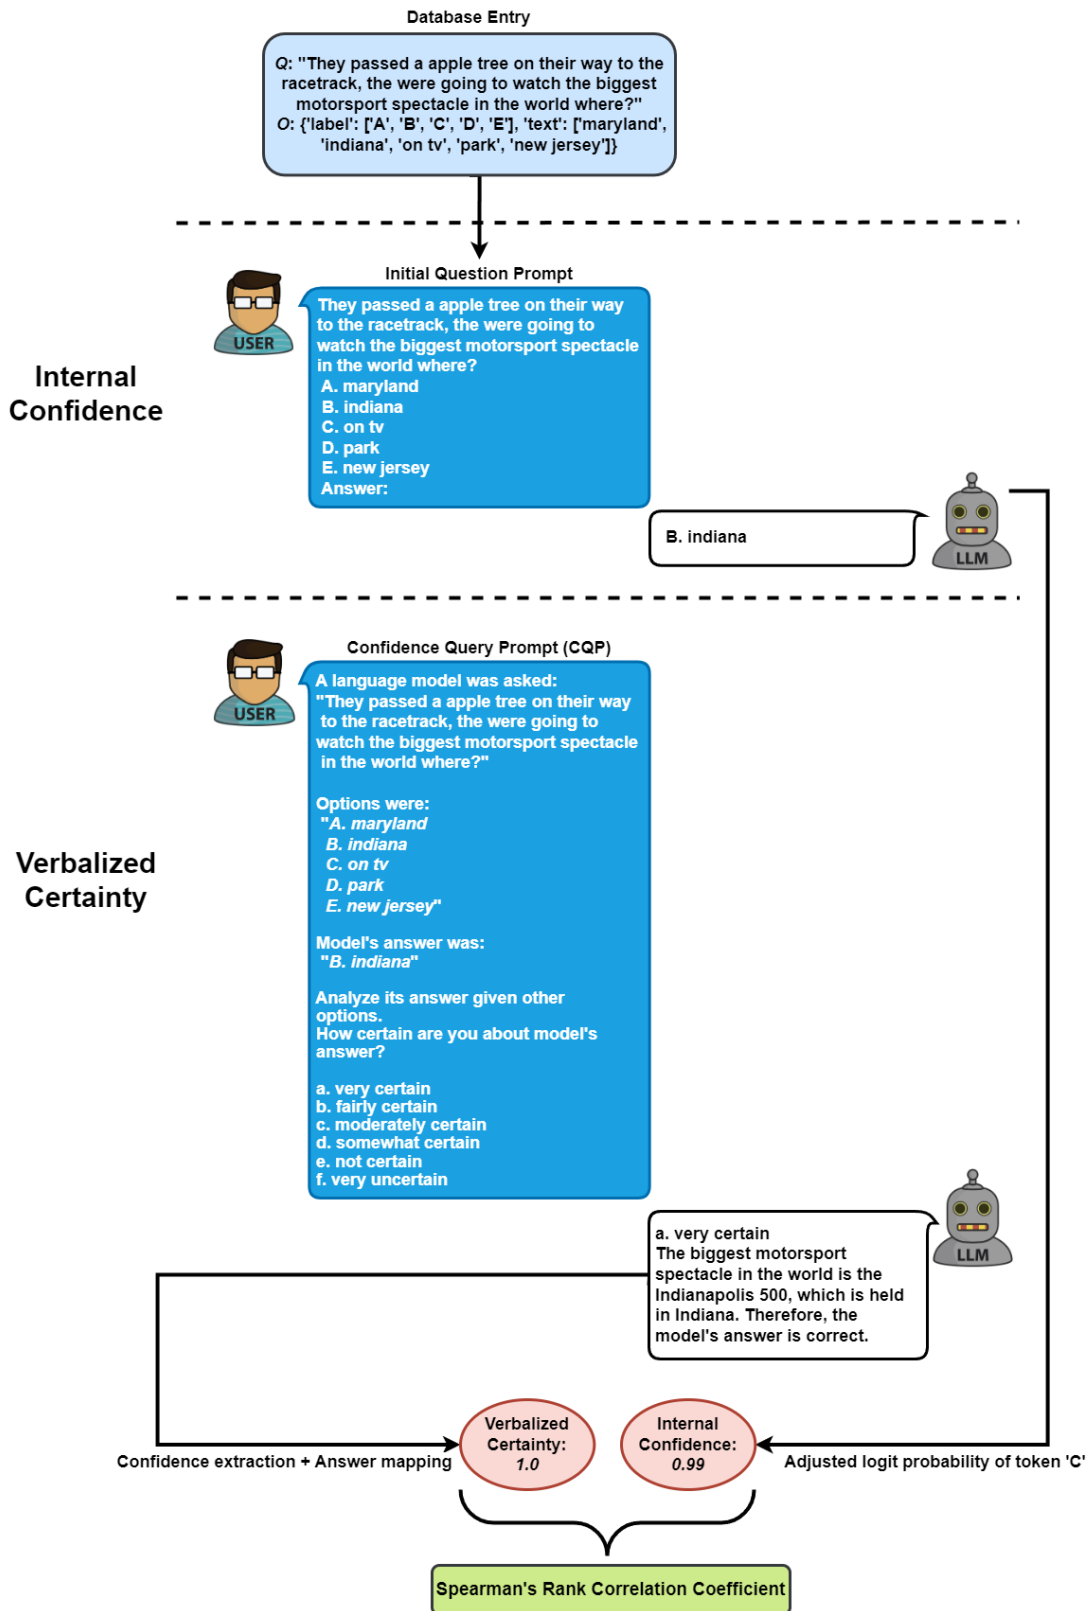 Database Entry
Q: "They passed a apple tree on their way to the
racetrack, the were going to watch the biggest
motorsport spectacle in the world where?"
O: {'label': ['A', 'B', 'C', 'D', 'E'], 'text': ['maryland',
'indiana', 'on tv', 'park', 'new jersey']}
Internal
Confidence
Initial Question Prompt
USER
They passed a apple tree on their way
to the racetrack, the were going to
watch the biggest motorsport spectacle
in the world where?
A. maryland
B. indiana
C. on tv
D. park
E. new jersey
Answer:
B. indiana
LLM
Verbalized
Certainty
Confidence Query Prompt (CQP)
USER
A language model was asked:
"They passed a apple tree on their way
to the racetrack, the were going to
watch the biggest motorsport spectacle
in the world where?"
Options were:
"A. maryland
B. indiana
C. on tv
D. park
E. new jersey"
Model's answer was:
"B. indiana"
Analyze its answer given other
options.
How certain are you about model's
answer?
a. very certain
b. fairly certain
c. moderately certain
d. somewhat certain
e. not certain
f. very uncertain
LLM
a. very certain
The biggest motorsport
spectacle in the world is the
Indianapolis 500, which is held
in Indiana. Therefore, the
model's answer is correct.
Confidence extraction + Answer mapping
Verbalized
Certainty:
1.0
Internal
Confidence:
0.99
Adjusted logit probability of token 'C'
Spearman's Rank Correlation Coefficient